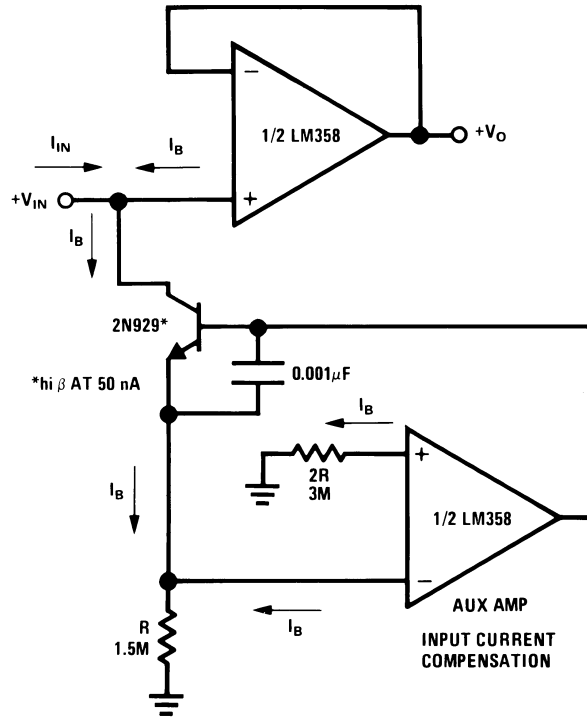 −
1/2 LM358
+V_O
I_IN
I_B
+V_IN
+
I_B
2N929*
0.001μF
*hi β AT 50 nA
I_B
+
2R
3M
I_B
1/2 LM358
−
AUX AMP
R
1.5M
I_B
INPUT CURRENT
COMPENSATION